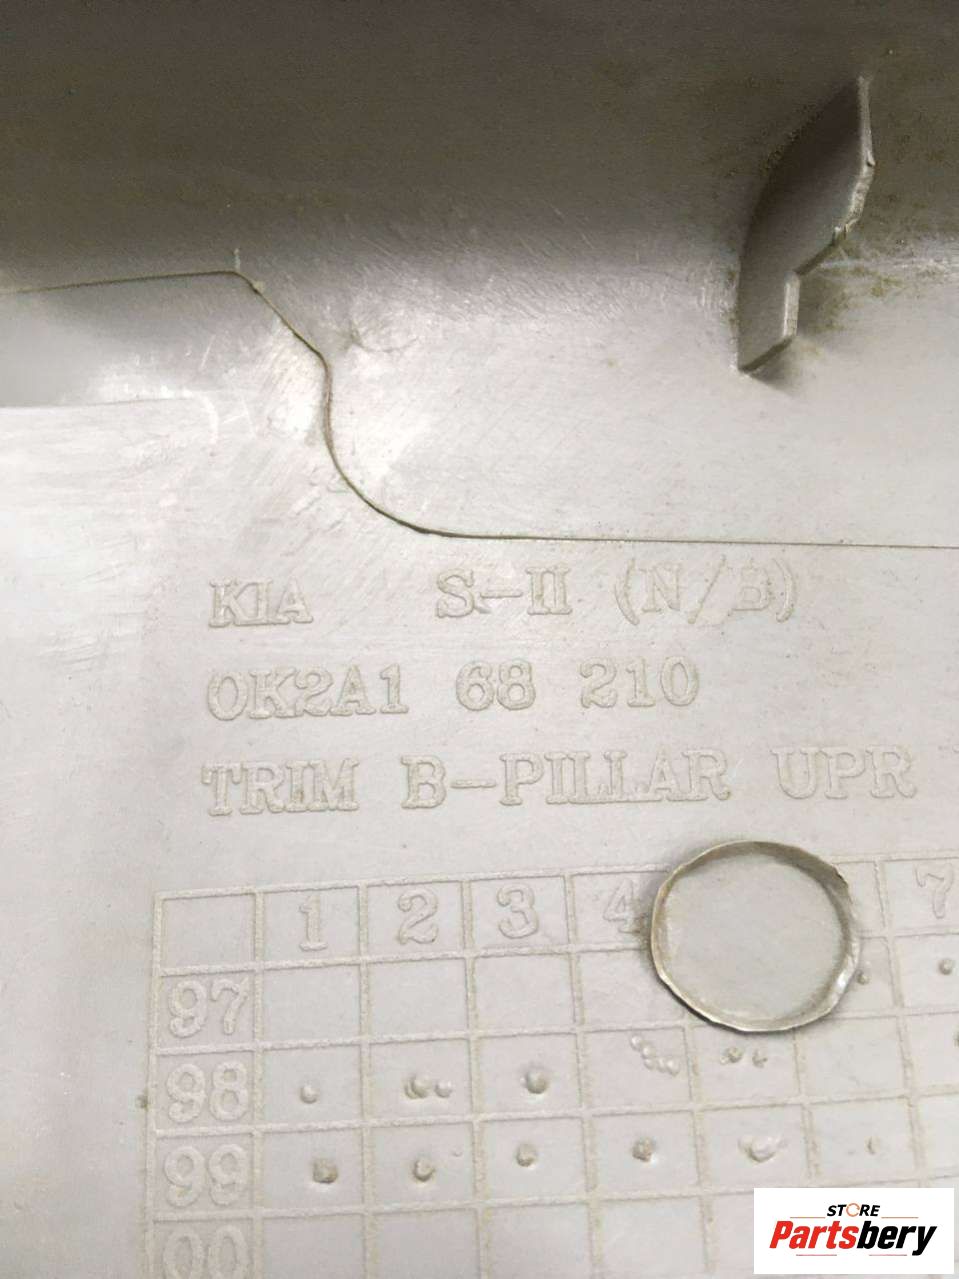 KIA S-II (N/B)
0K2A1 68 210
TRIM B-PILLAR UPR
1 2 3 4 7
97
98
99
00
STORE
Partsbery